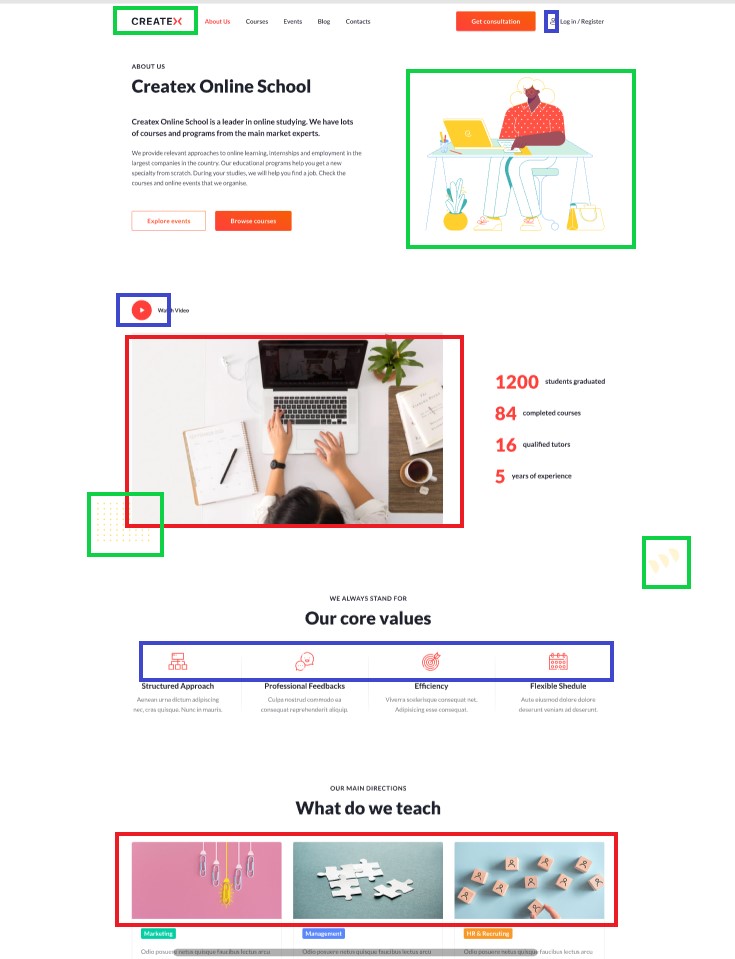 CREATEX
About Us
Courses
Events
Blog
Contacts
Get consultation
Log in / Register
ABOUT US
Createx Online School
Createx Online School is a leader in online studying. We have lots
of courses and programs from the main market experts.
We provide relevant approaches to online learning, internships and employment in the
largest companies in the country. Our educational programs help you get a new
specialty from scratch. During your studies, we will help you find a job. Check the
courses and online events that we organise.
Explore events
Browse courses
Watch Video
1200 students graduated
84 completed courses
16 qualified tutors
5 years of experience
WE ALWAYS STAND FOR
Our core values
Structured Approach
Aenean urna dictum adipiscing
nec, cras quisque. Nunc in mauris.
Professional Feedbacks
Culpa nostrud commodo ea
consequat reprehenderit aliquip.
Efficiency
Viverra scelerisque consequat net.
Adipiscing esse consequat.
Flexible Shedule
Aute eiusmod dolore dolore
deserunt veniam ad deserunt.
OUR MAIN DIRECTIONS
What do we teach
Marketing
Management
HR & Recruting
Odio posuere netus quisque faucibus lectus arcu
Odio posuere netus quisque faucibus lectus arcu
Odio posuere netus quisque faucibus lectus arcu